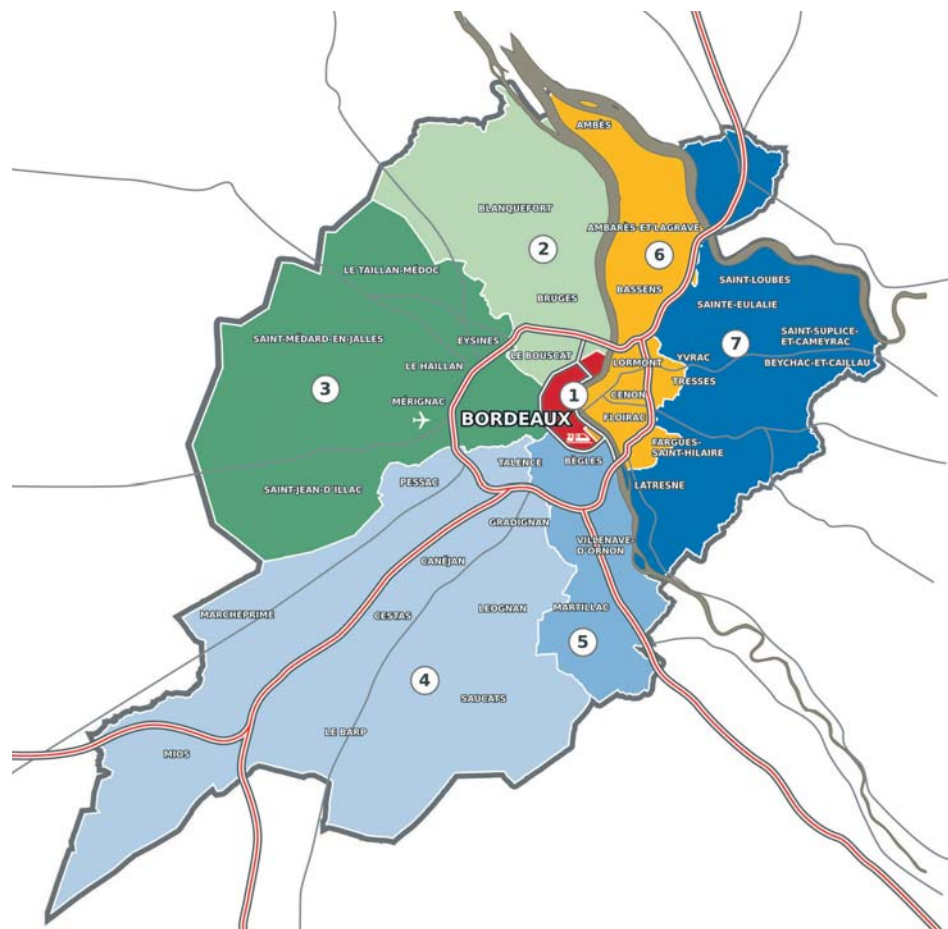 AMBÈS
BLANQUEFORT
AMBARÈS-ET-LAGRAVE
2
6
LE TAILLAN-MÉDOC
SAINT-LOUBÈS
BASSENS
BRUGES
SAINTE-EULALIE
SAINT-MÉDARD-EN-JALLES
EYSINES
SAINT-SUPLICE-
ET-CAMEYRAC
7
LE BOUSCAT
YVRAC
LE HAILLAN
LORMONT
BEYCHAC-ET-CAILLAU
TRESSES
3
1
CENON
MÉRIGNAC
BORDEAUX
FLOIRAC
FARGUES-
SAINT-HILAIRE
TALENCE
BÈGLES
PESSAC
LATRESNE
SAINT-JEAN-D'ILLAC
GRADIGNAN
VILLENAVE-
D'ORNON
CANÉJAN
MARCHEPRIME
CESTAS
LEOGNAN
MARTILLAC
5
4
SAUCATS
LE BARP
MIOS